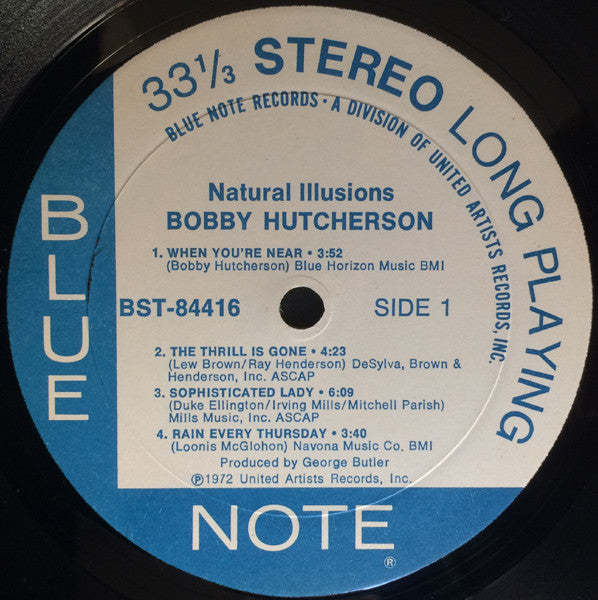 33 1/3 STEREO LONG PLAYING
BLUE NOTE RECORDS • A DIVISION OF UNITED ARTISTS RECORDS, INC.
Natural Illusions
BOBBY HUTCHERSON
1. WHEN YOU'RE NEAR • 3:52
(Bobby Hutcherson) Blue Horizon Music BMI
BST-84416 SIDE 1
2. THE THRILL IS GONE • 4:23
(Lew Brown/Ray Henderson) DeSylva, Brown &
Henderson, Inc. ASCAP
3. SOPHISTICATED LADY • 6:09
(Duke Ellington/Irving Mills/Mitchell Parish)
Mills Music, Inc. ASCAP
4. RAIN EVERY THURSDAY • 3:40
(Loonis McGlohon) Navona Music Co. BMI
Produced by George Butler
℗1972 United Artists Records, Inc.
BLUE
NOTE®